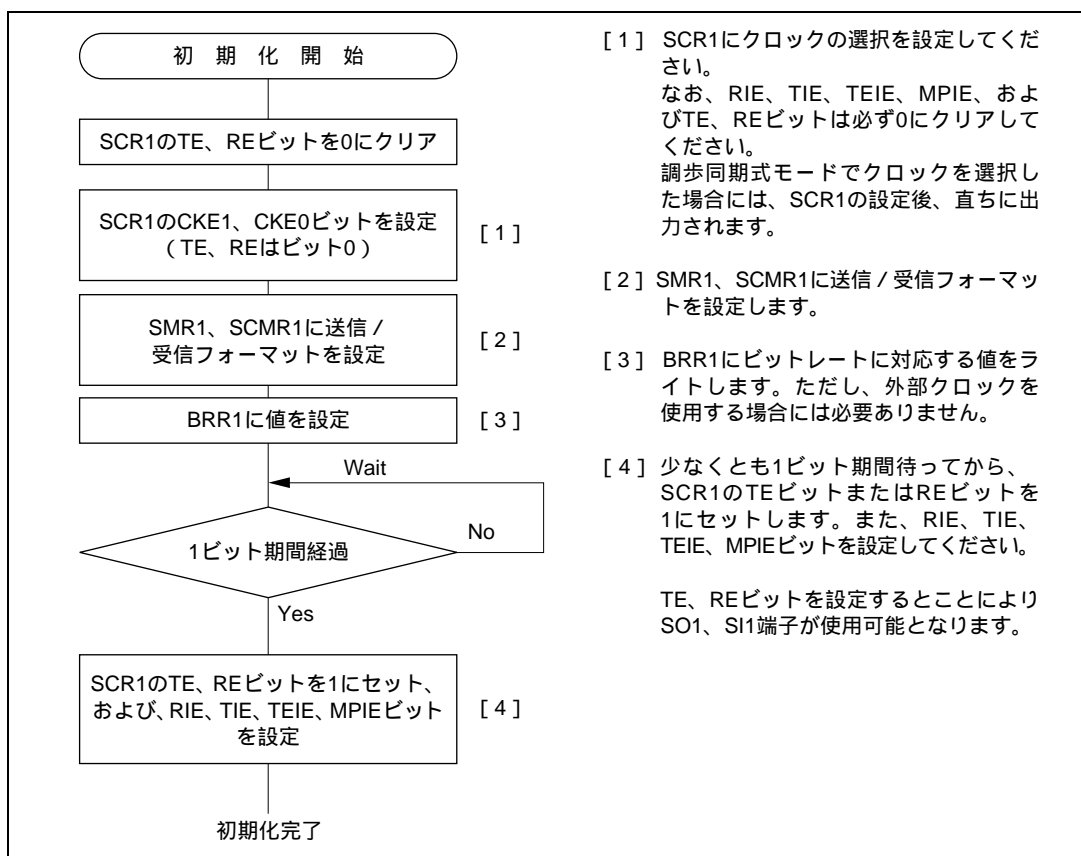 初 期 化 開 始
SCR1のTE、REビットを0にクリア
SCR1のCKE1、CKE0ビットを設定
（TE、REはビット0）
[1]
SMR1、SCMR1に送信／
受信フォーマットを設定
[2]
BRR1に値を設定
[3]
Wait
1ビット期間経過
No
Yes
SCR1のTE、REビットを1にセット、
および、RIE、TIE、TEIE、MPIEビット
を設定
[4]
初期化完了
[1] SCR1にクロックの選択を設定してくだ
さい。
なお、RIE、TIE、TEIE、MPIE、およ
びTE、REビットは必ず0にクリアして
ください。
調歩同期式モードでクロックを選択し
た場合には、SCR1の設定後、直ちに出
力されます。
[2] SMR1、SCMR1に送信／受信フォーマッ
トを設定します。
[3] BRR1にビットレートに対応する値をラ
イトします。ただし、外部クロックを
使用する場合には必要ありません。
[4] 少なくとも1ビット期間待ってから、
SCR1のTEビットまたはREビットを
1にセットします。また、RIE、TIE、
TEIE、MPIEビットを設定してください。
TE、REビットを設定するとことにより
SO1、SI1端子が使用可能となります。